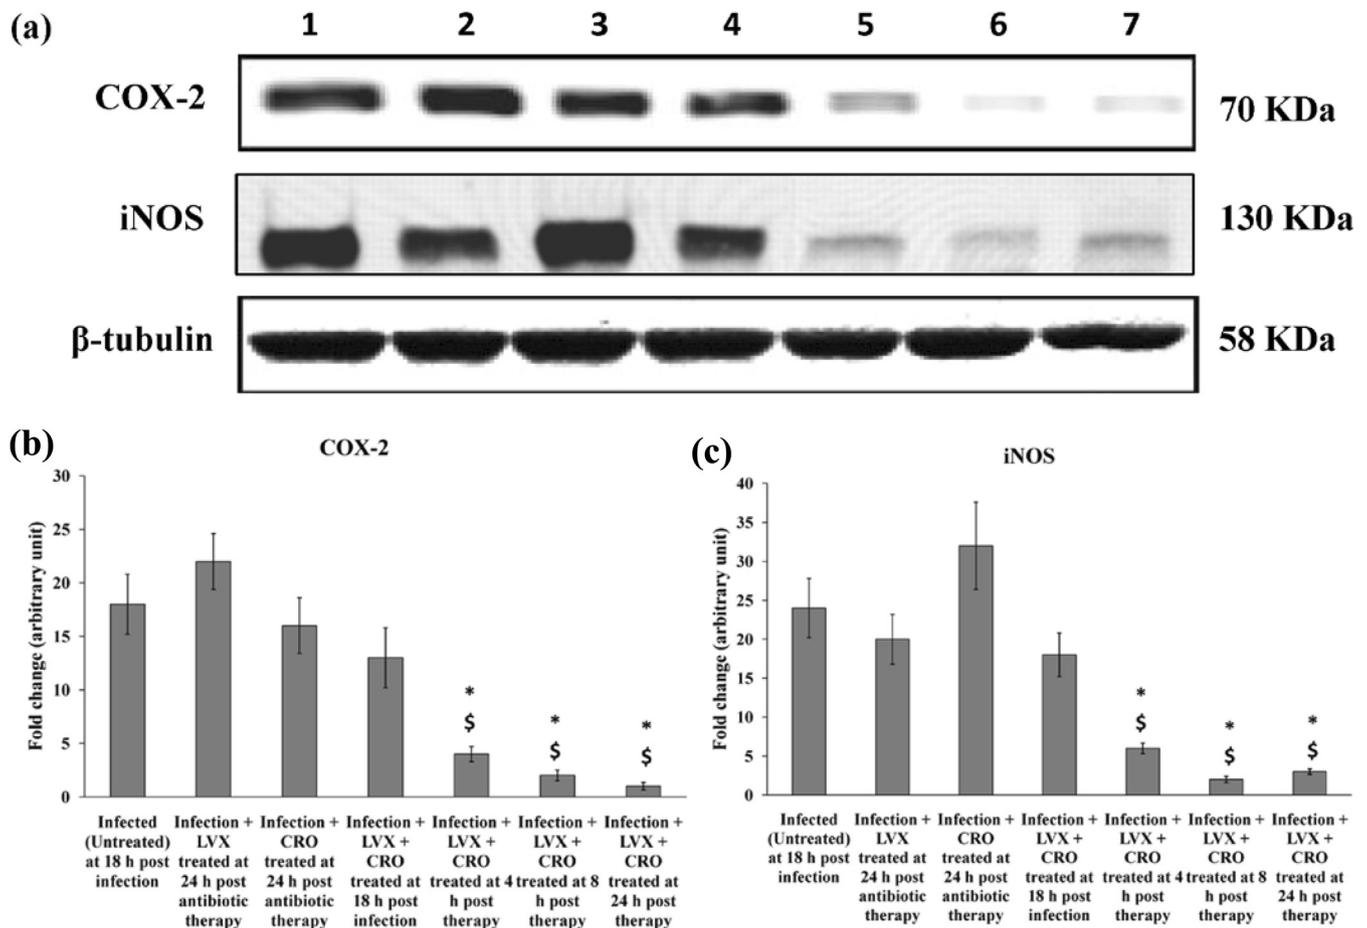 (a)
1 2 3 4 5 6 7
COX-2 70 KDa
iNOS 130 KDa
β-tubulin 58 KDa
(b)
COX-2
Fold change (arbitrary unit)
30
25
20
15
10
5
0
*
$
*
$
*
$
Infected
(Untreated)
at 18 h post
infection
Infection +
LVX
treated at
24 h post
antibiotic
therapy
Infection +
CRO
treated at
24 h post
antibiotic
therapy
Infection +
LVX +
CRO
treated at
18 h post
infection
Infection +
LVX +
CRO
treated at 4
h post
therapy
Infection +
LVX +
CRO
treated at 8
h post
therapy
Infection +
LVX +
CRO
treated at
24 h post
therapy
(c)
iNOS
Fold change (arbitrary unit)
40
35
30
25
20
15
10
5
0
*
$
*
$
*
$
Infected
(Untreated)
at 18 h post
infection
Infection +
LVX
treated at
24 h post
antibiotic
therapy
Infection +
CRO
treated at
24 h post
antibiotic
therapy
Infection +
LVX +
CRO
treated at
18 h post
infection
Infection +
LVX +
CRO
treated at 4
h post
therapy
Infection +
LVX +
CRO
treated at 8
h post
therapy
Infection +
LVX +
CRO
treated at
24 h post
therapy